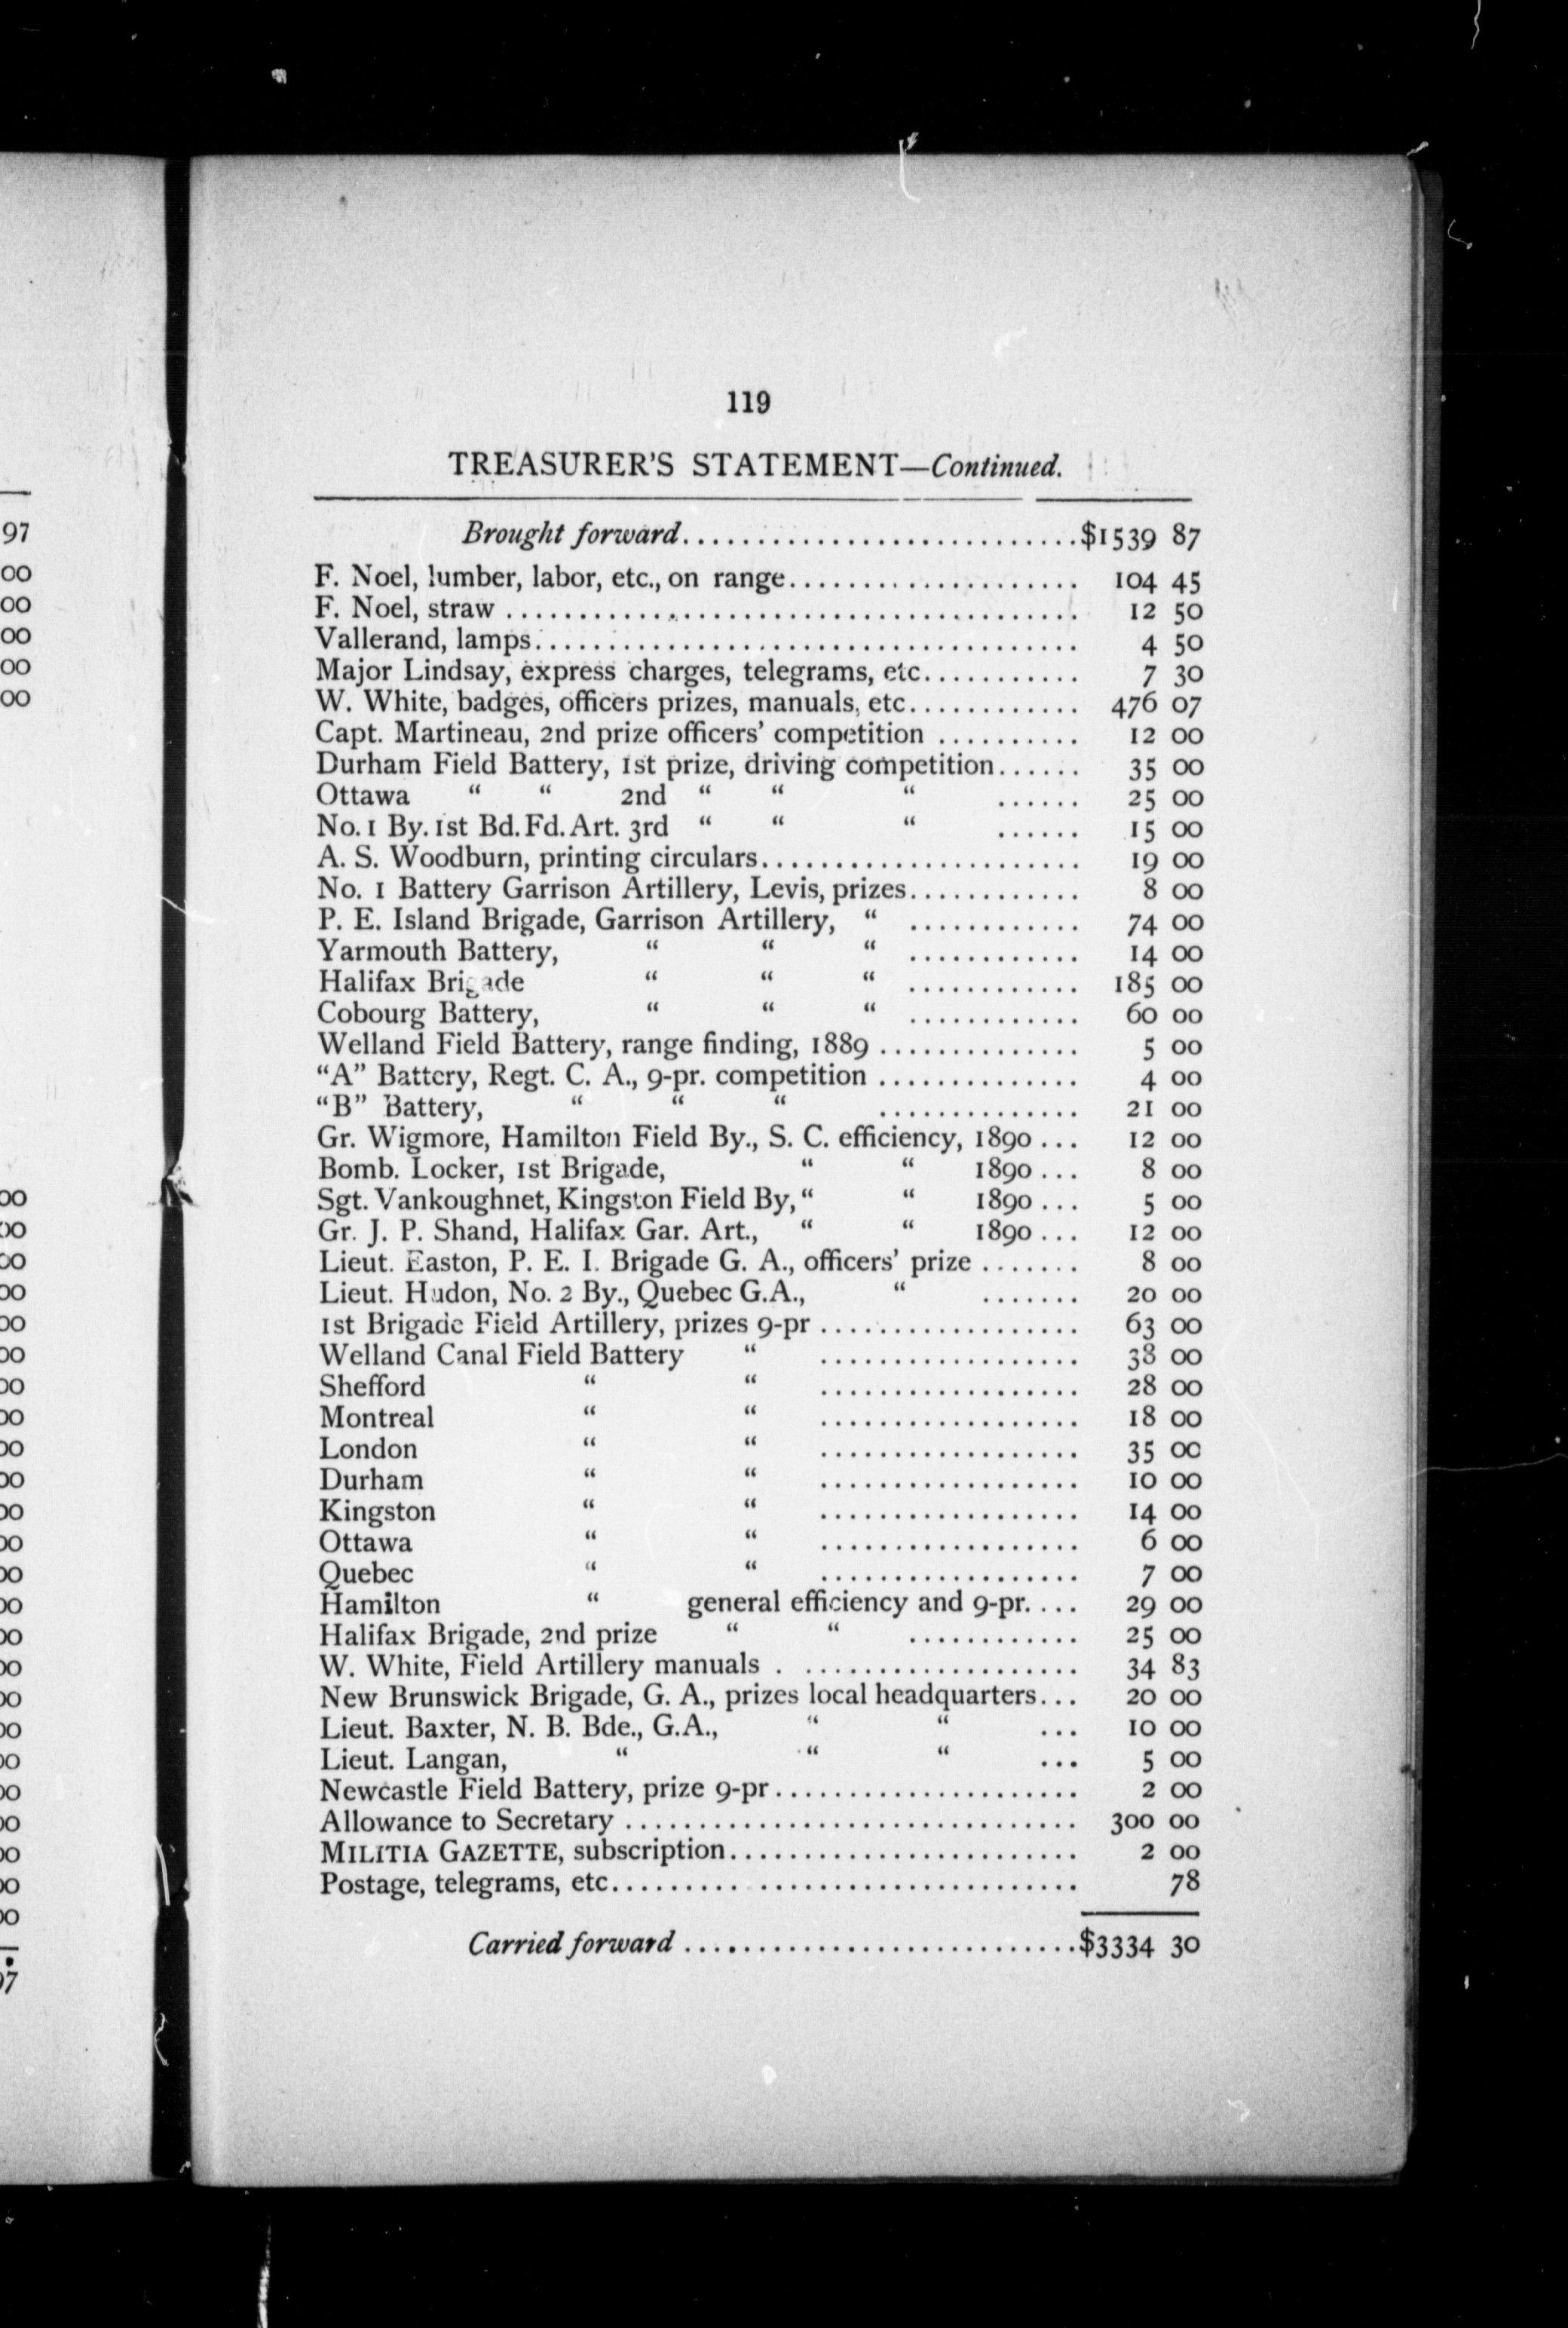 119
TREASURER'S STATEMENT—Continued.
Brought forward............................$1539 87
F. Noel, lumber, labor, etc., on range.................... 104 45
F. Noel, straw ....................................... 12 50
Vallerand, lamps..................................... 4 50
Major Lindsay, express charges, telegrams, etc........... 7 30
W. White, badges, officers prizes, manuals, etc............ 476 07
Capt. Martineau, 2nd prize officers' competition .......... 12 00
Durham Field Battery, 1st prize, driving competition...... 35 00
Ottawa “ “ 2nd “ “ “ ...... 25 00
No. 1 By. 1st Bd. Fd. Art. 3rd “ “ “ ...... 15 00
A. S. Woodburn, printing circulars...................... 19 00
No. 1 Battery Garrison Artillery, Levis, prizes............ 8 00
P. E. Island Brigade, Garrison Artillery, “ ............ 74 00
Yarmouth Battery, “ “ “ ............ 14 00
Halifax Brigade “ “ “ ............ 185 00
Cobourg Battery, “ “ “ ............ 60 00
Welland Field Battery, range finding, 1889 .............. 5 00
“A” Battery, Regt. C. A., 9-pr. competition .............. 4 00
“B” Battery, “ “ “ .............. 21 00
Gr. Wigmore, Hamilton Field By., S. C. efficiency, 1890 ... 12 00
Bomb. Locker, 1st Brigade, “ “ 1890 ... 8 00
Sgt. Vankoughnet, Kingston Field By, “ “ 1890 ... 5 00
Gr. J. P. Shand, Halifax Gar. Art., “ “ 1890 ... 12 00
Lieut. Easton, P. E. I. Brigade G. A., officers' prize ....... 8 00
Lieut. Hudon, No. 2 By., Quebec G.A., “ ....... 20 00
1st Brigade Field Artillery, prizes 9-pr .................. 63 00
Welland Canal Field Battery “ .................. 38 00
Shefford “ “ .................. 28 00
Montreal “ “ .................. 18 00
London “ “ .................. 35 00
Durham “ “ .................. 10 00
Kingston “ “ .................. 14 00
Ottawa “ “ .................. 6 00
Quebec “ “ .................. 7 00
Hamilton “ general efficiency and 9-pr.... 29 00
Halifax Brigade, 2nd prize “ “ ............ 25 00
W. White, Field Artillery manuals . ................... 34 83
New Brunswick Brigade, G. A., prizes local headquarters... 20 00
Lieut. Baxter, N. B. Bde., G.A., “ “ ... 10 00
Lieut. Langan, “ “ “ ... 5 00
Newcastle Field Battery, prize 9-pr..................... 2 00
Allowance to Secretary ............................... 300 00
MILITIA GAZETTE, subscription........................ 2 00
Postage, telegrams, etc................................ 78
Carried forward ...........................$3334 30